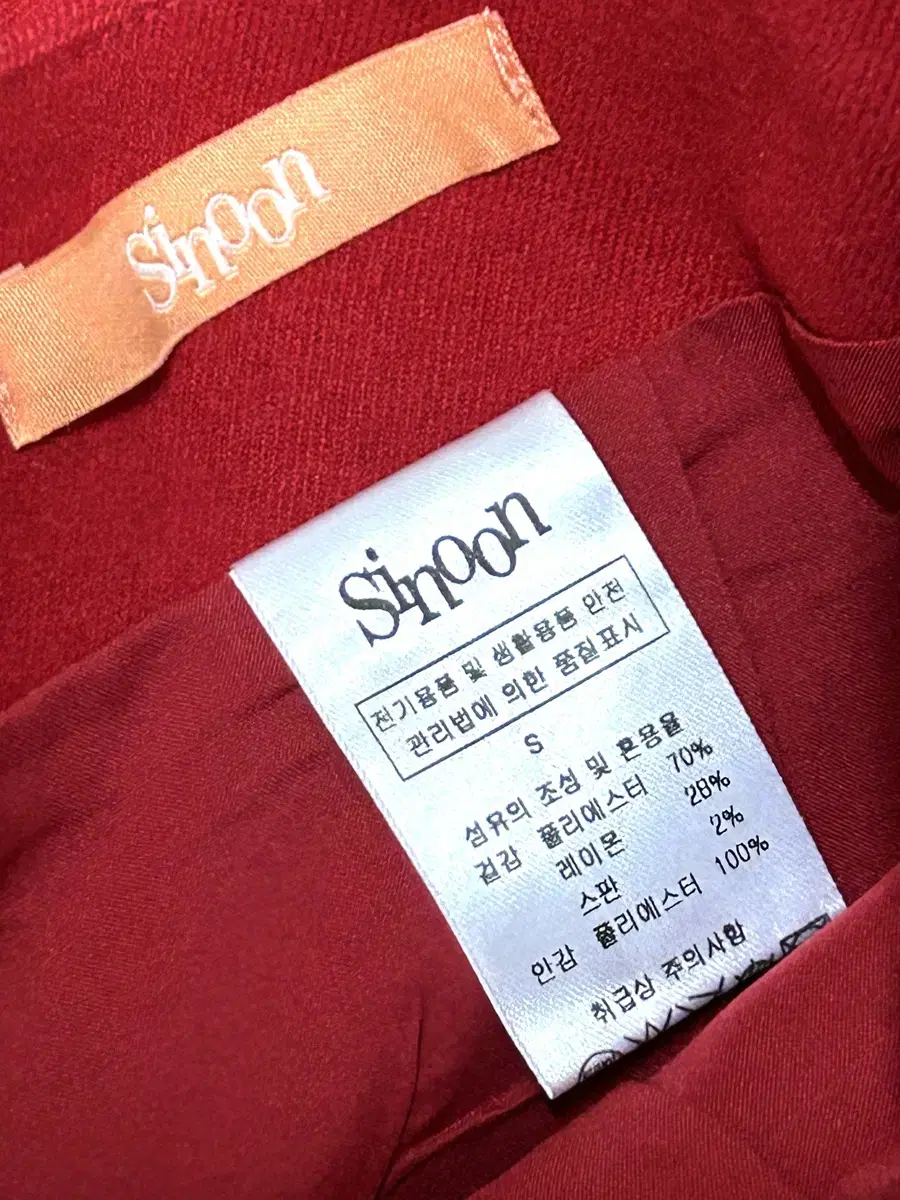 Sinoon
Sinoon
전기용품 및 생활용품 안전
관리법에 의한 품질표시
S
섬유의 조성 및 혼용율
겉감 폴리에스터 70%
레이온 28%
스판 2%
안감 폴리에스터 100%
취급상 주의사항